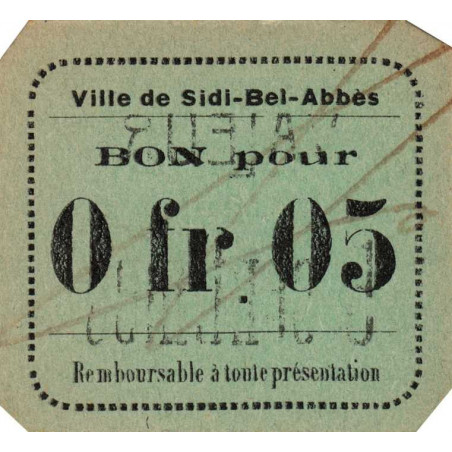 Ville de Sidi-Bel-Abbès
BON pour
0 fr. 05
Remboursable à toute présentation